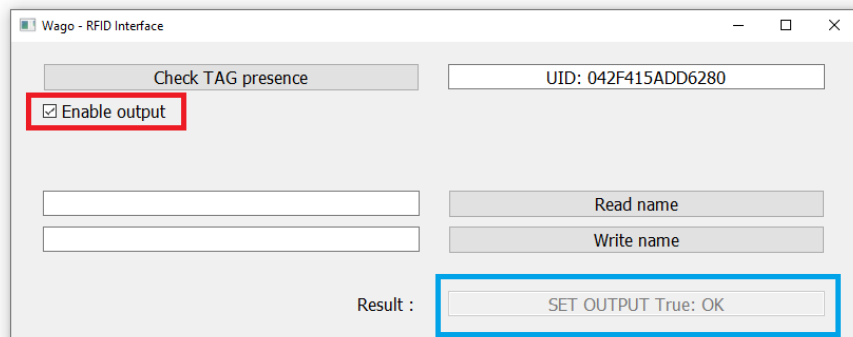 Wago - RFID Interface
Check TAG presence
UID: 042F415ADD6280
Enable output
Read name
Write name
Result :
SET OUTPUT True: OK